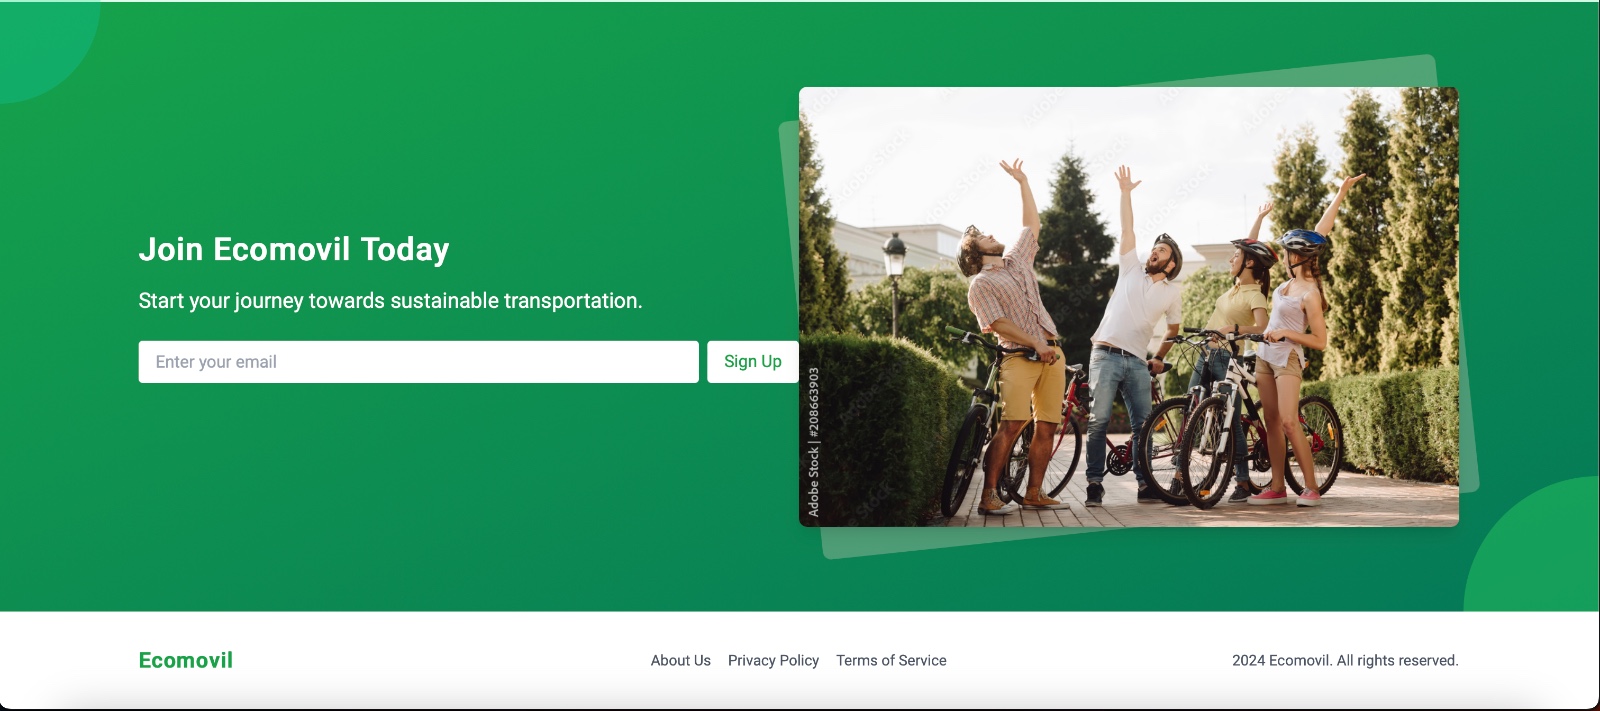 Join Ecomovil Today
Start your journey towards sustainable transportation.
Enter your email
Sign Up
Adobe Stock | #208663903
Ecomovil
About Us
Privacy Policy
Terms of Service
2024 Ecomovil. All rights reserved.